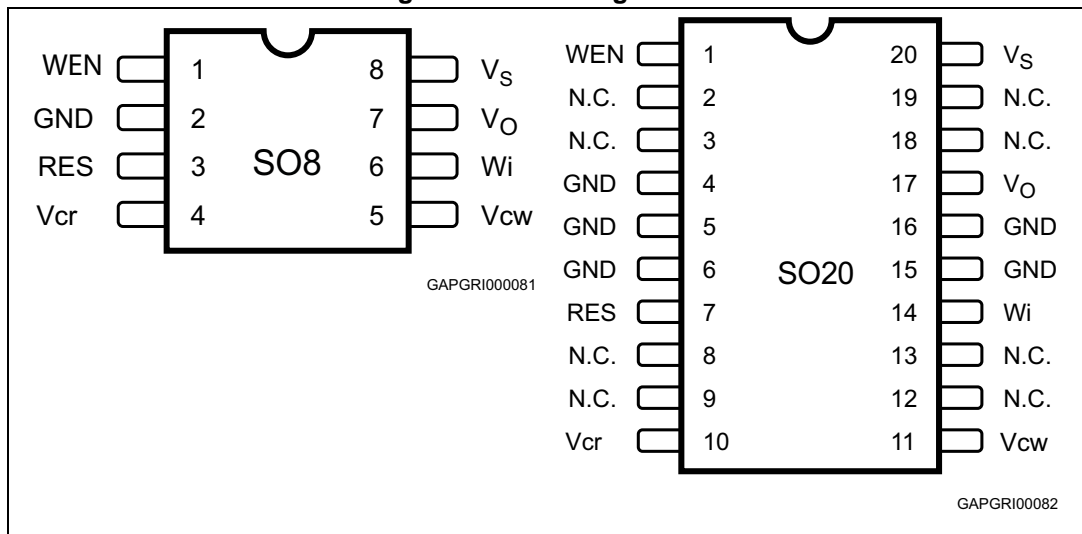 WEN 1 8 VS
GND 2 7 VO
RES 3 SO8 6 Wi
Vcr 4 5 Vcw
GAPGRI000081
WEN 1 20 VS
N.C. 2 19 N.C.
N.C. 3 18 N.C.
GND 4 17 VO
GND 5 16 GND
GND 6 SO20 15 GND
RES 7 14 Wi
N.C. 8 13 N.C.
N.C. 9 12 N.C.
Vcr 10 11 Vcw
GAPGRI00082